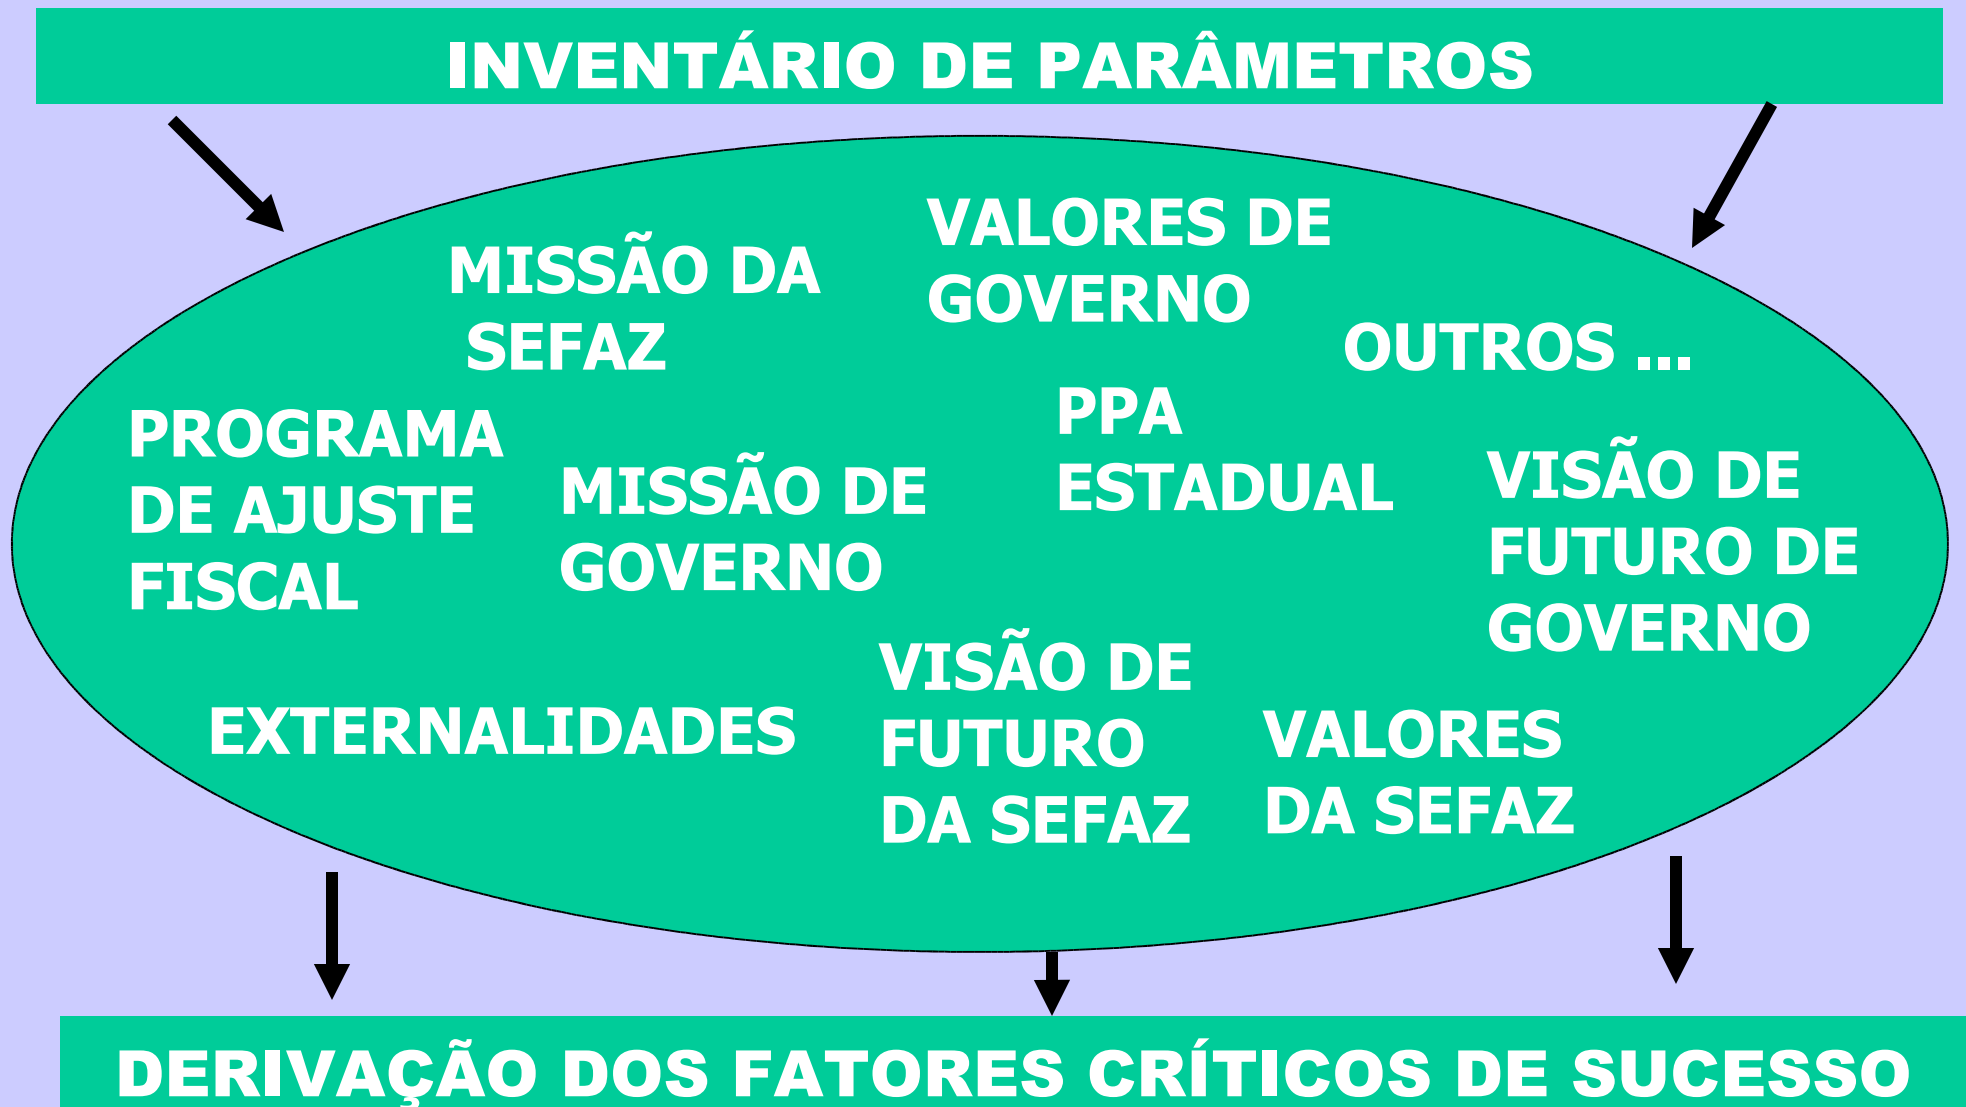 INVENTÁRIO DE PARÂMETROS
MISSÃO DA
SEFAZ
VALORES DE
GOVERNO
OUTROS ...
PROGRAMA
DE AJUSTE
FISCAL
MISSÃO DE
GOVERNO
PPA
ESTADUAL
VISÃO DE
FUTURO DE
GOVERNO
EXTERNALIDADES
VISÃO DE
FUTURO
DA SEFAZ
VALORES
DA SEFAZ
DERIVAÇÃO DOS FATORES CRÍTICOS DE SUCESSO